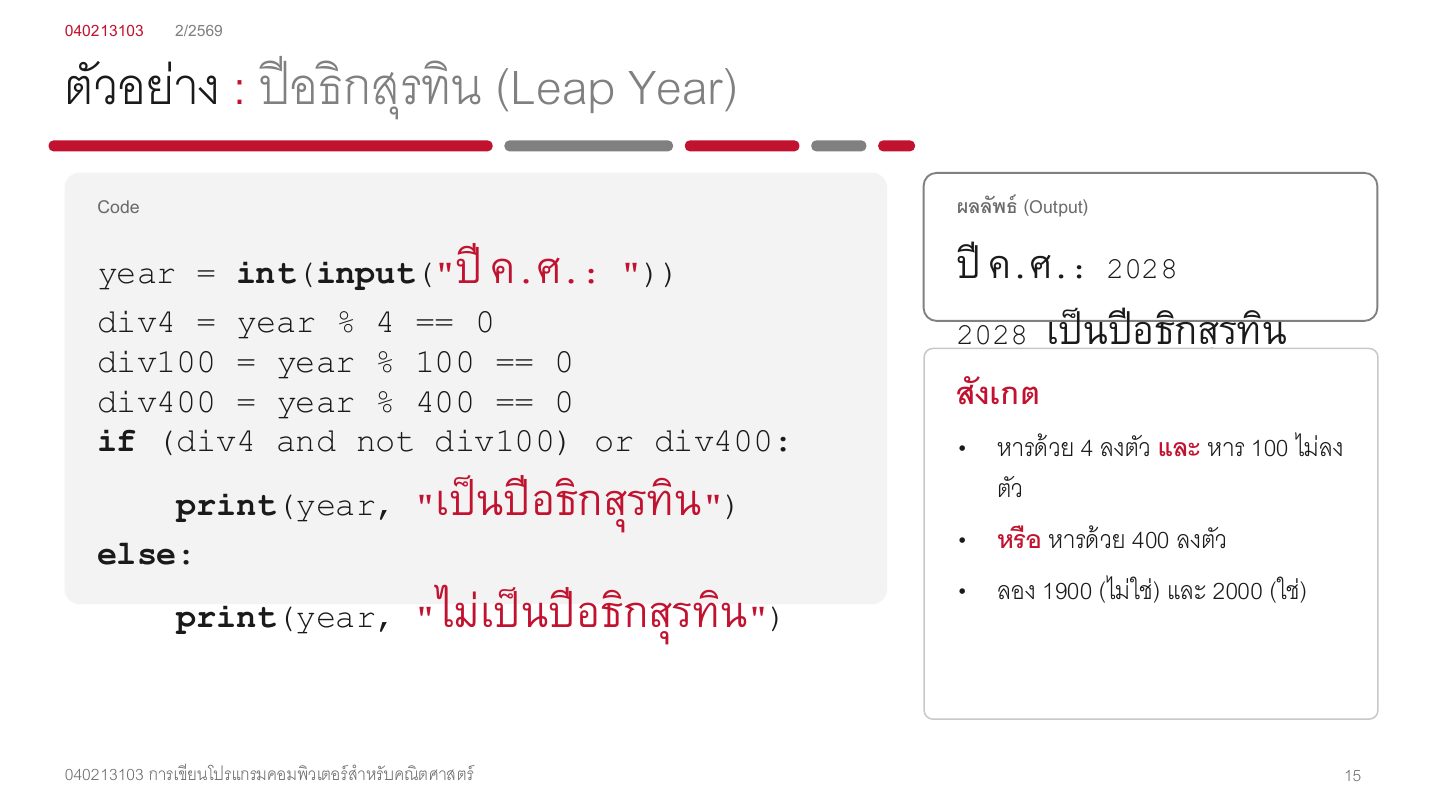 040213103 2/2569
ตัวอย่าง : ปีอธิกสุรทิน (Leap Year)
Code
year = int(input("ปี ค.ศ.: "))
div4 = year % 4 == 0
div100 = year % 100 == 0
div400 = year % 400 == 0
if (div4 and not div100) or div400:
    print(year, "เป็นปีอธิกสุรทิน")
else:
    print(year, "ไม่เป็นปีอธิกสุรทิน")
ผลลัพธ์ (Output)
ปี ค.ศ.: 2028
2028 เป็นปีอธิกสุรทิน
สังเกต
• หารด้วย 4 ลงตัว และ หาร 100 ไม่ลง
ตัว
• หรือ หารด้วย 400 ลงตัว
• ลอง 1900 (ไม่ใช่) และ 2000 (ใช่)
040213103 การเขียนโปรแกรมคอมพิวเตอร์สำหรับคณิตศาสตร์
15